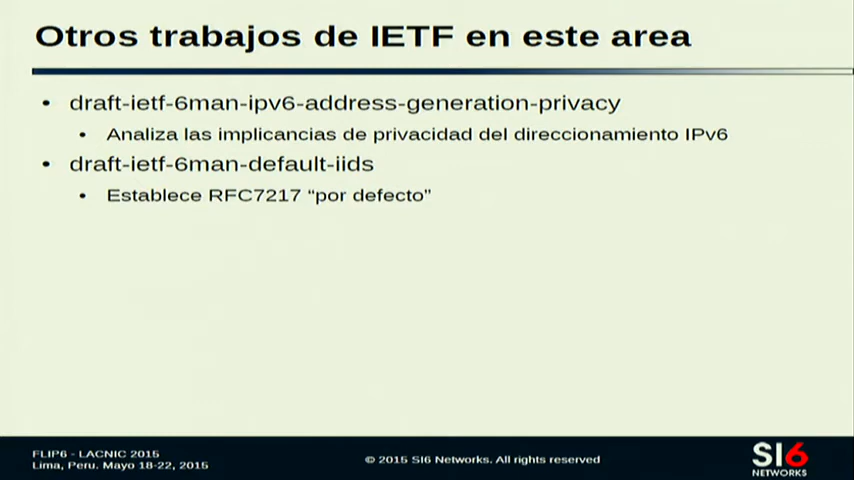 Otros trabajos de IETF en este area
• draft-ietf-6man-ipv6-address-generation-privacy
• Analiza las implicancias de privacidad del direccionamiento IPv6
• draft-ietf-6man-default-iids
• Establece RFC7217 “por defecto”
FLIP6 - LACNIC 2015
Lima, Peru. Mayo 18-22, 2015
© 2015 SI6 Networks. All rights reserved
SI6
NETWORKS